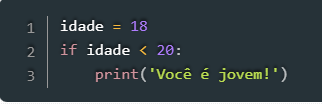 1 idade = 18
2 if idade < 20:
3     print('Você é jovem!')